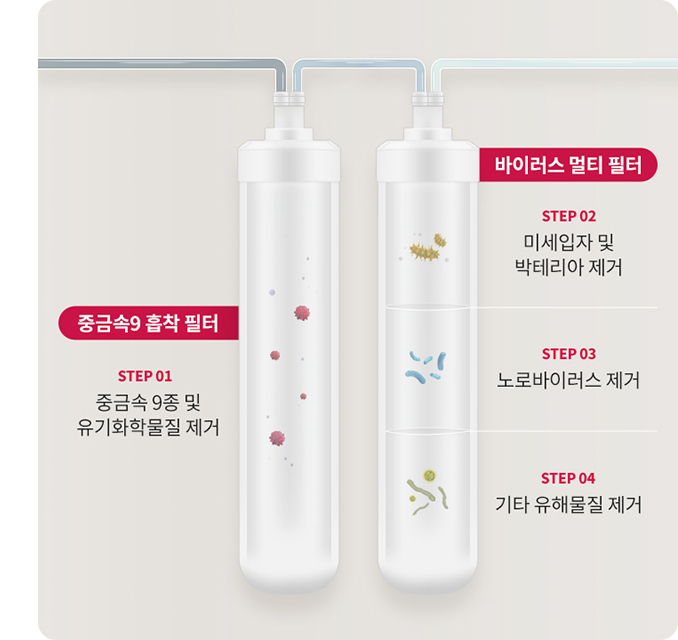 중금속9 흡착 필터
STEP 01
중금속 9종 및
유기화학물질 제거
바이러스 멀티 필터
STEP 02
미세입자 및
박테리아 제거
STEP 03
노로바이러스 제거
STEP 04
기타 유해물질 제거